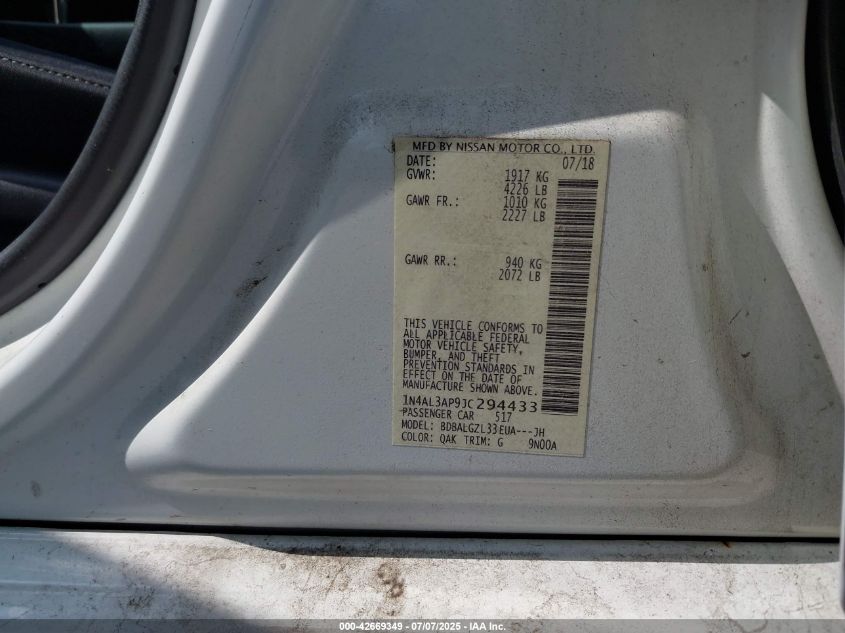 MFD BY NISSAN MOTOR CO., LTD.
DATE: 07/18
GVWR: 1917 KG
4226 LB
GAWR FR.: 1010 KG
2227 LB
GAWR RR.: 940 KG
2072 LB
THIS VEHICLE CONFORMS TO
ALL APPLICABLE FEDERAL
MOTOR VEHICLE SAFETY,
BUMPER, AND THEFT
PREVENTION STANDARDS IN
EFFECT ON THE DATE OF
MANUFACTURE SHOWN ABOVE.
1N4AL3AP9JC294433
PASSENGER CAR 517
MODEL: BDBALGZL33EUA---JH
COLOR: QAK TRIM: G 9N00A
000-42669349 - 07/07/2025 - IAA Inc.